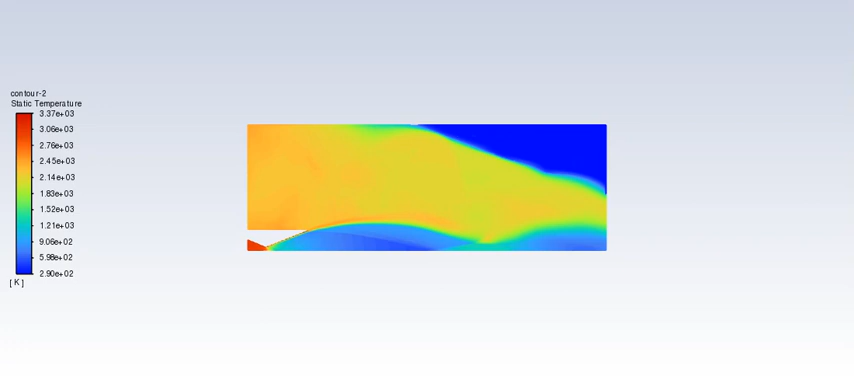 contour-2
Static Temperature
3.37e+03
3.06e+03
2.76e+03
2.45e+03
2.14e+03
1.83e+03
1.52e+03
1.21e+03
9.06e+02
5.98e+02
2.90e+02
[ K ]